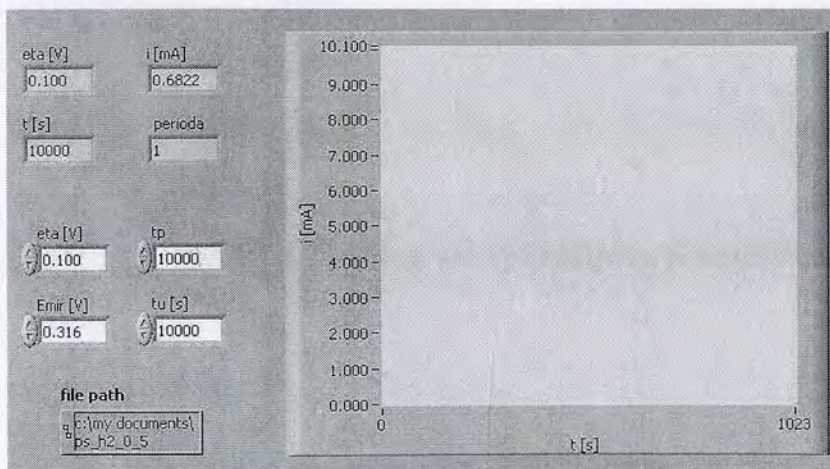 eta [V]
0.100
i [mA]
0.6822
t [s]
10000
perioda
1
eta [V]
0.100
tp
10000
Emir [V]
0.316
tu [s]
10000
file path
c:\my documents\
ps_h2_0_5
i [mA]
10.100
9.000
8.000
7.000
6.000
5.000
4.000
3.000
2.000
1.000
0.000
0
1023
t [s]